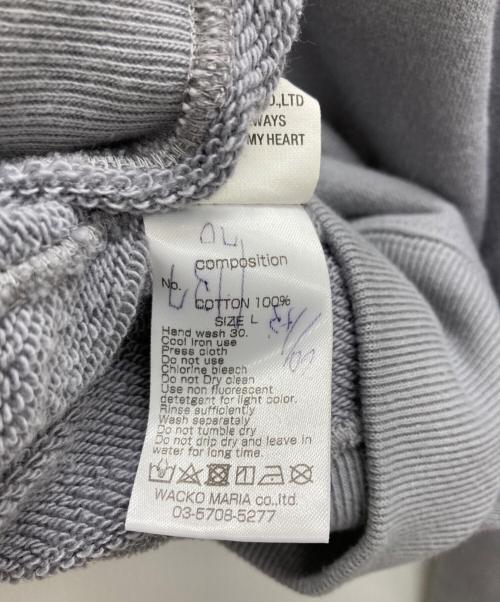 O.,LTD
WAYS
MY HEART
composition
No.
COTTON 100%
SIZE L
Hand wash 30.
Cool iron use
Press cloth
Do not use
Chlorine bleach
Do not Dry clean
Use non fluorescent
detetgant for light color.
Rinse sufficiently
Wash separately
Do not tumble dry
Do not drip dry and leave in
water for long time.
WACKO MARIA co.,ltd.
03-5708-5277